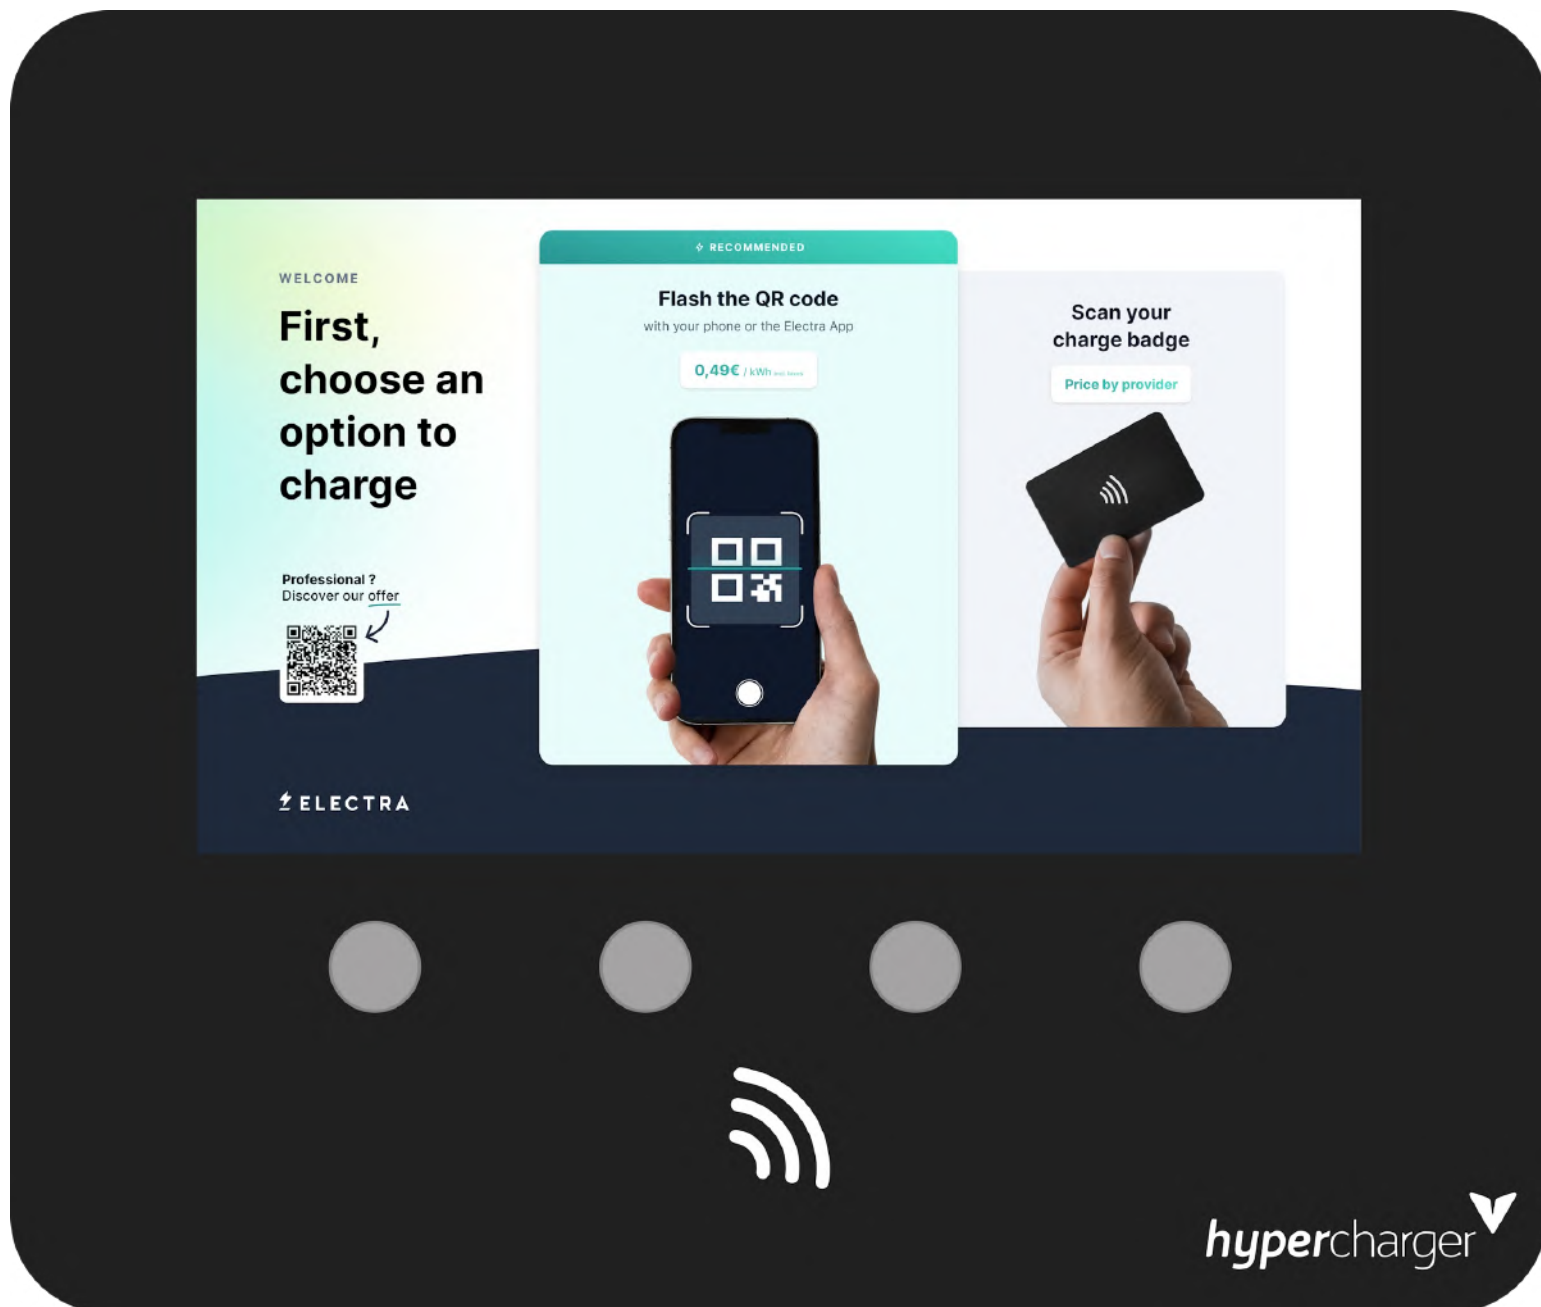 WELCOME
First,
choose an
option to
charge
Professional ?
Discover our offer
ELECTRA
RECOMMENDED
Flash the QR code
with your phone or the Electra App
0,49€ / kWh
Scan your
charge badge
Price by provider
hypercharger